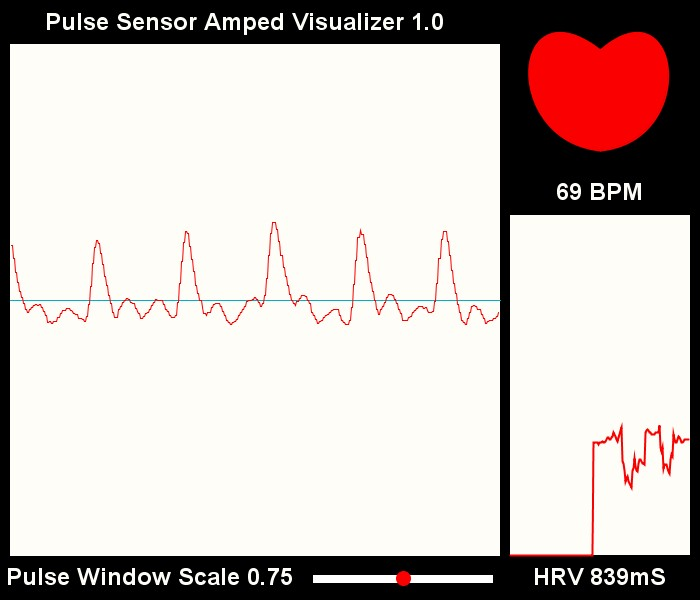 Pulse Sensor Amped Visualizer 1.0
69 BPM
Pulse Window Scale 0.75
HRV 839mS